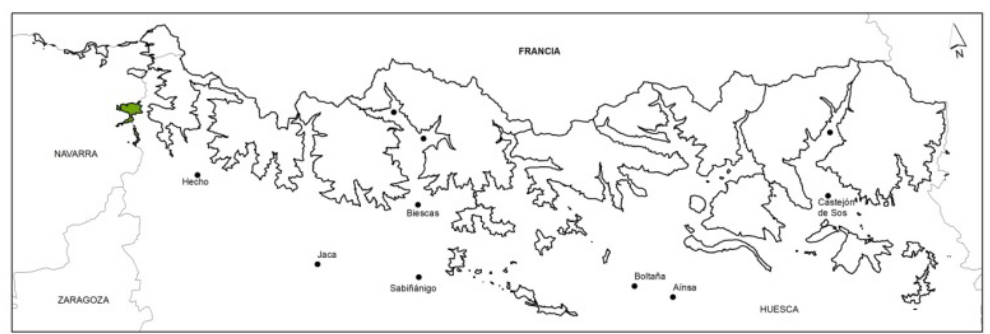 FRANCIA
N
NAVARRA
Hecho
Biescas
Castejón
de Sos
Jaca
Sabiñánigo
Boltaña
Aínsa
ZARAGOZA
HUESCA